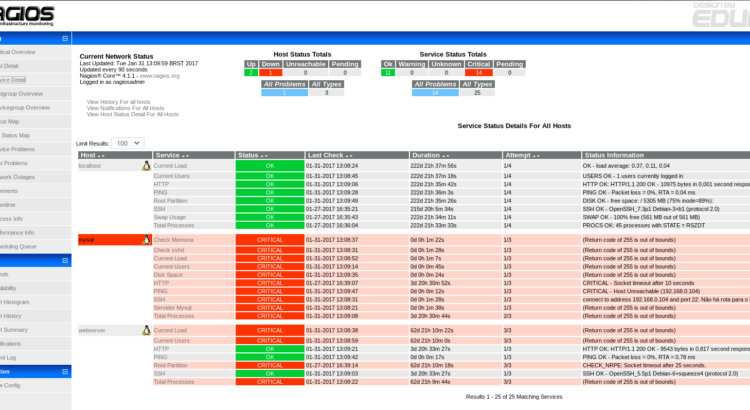 AGIOS
infrastructure monitoring
DESIGN BY
EDU
Current Network Status
Last Updated: Tue Jan 31 13:09:59 BRST 2017
Updated every 90 seconds
Nagios® Core™ 4.1.1 - www.nagios.org
Logged in as nagiosadmin
View History For all hosts
View Notifications For All Hosts
View Host Status Detail For All Hosts
Host Status Totals
Up Down Unreachable Pending
2 1 0 0
All Problems All Types
1 3
Service Status Totals
Ok Warning Unknown Critical Pending
11 0 0 14 0
All Problems All Types
14 25
tical Overview
t Detail
vice Detail
tgroup Overview
vicegroup Overview
tus Map
Status Map
vice Problems
t Problems
work Outages
ments
wntime
cess Info
formance Info
heduling Queue
nds
ilability
t Histogram
t History
t Summary
ifications
nt Log
tion
w Config
Service Status Details For All Hosts
Limit Results: 100
Host Service Status Last Check Duration Attempt Status Information
localhost Current Load OK 01-31-2017 13:08:24 222d 21h 37m 56s 1/4 OK - load average: 0.37, 0.11, 0.04
Current Users OK 01-31-2017 13:08:45 222d 21h 37m 18s 1/4 USERS OK - 1 users currently logged in
HTTP OK 01-31-2017 13:09:06 222d 21h 35m 42s 1/4 HTTP OK: HTTP/1.1 200 OK - 10975 bytes in 0,001 second respon
PING OK 01-31-2017 13:09:28 222d 21h 36m 3s 1/4 PING OK - Packet loss = 0%, RTA = 0.04 ms
Root Partition OK 01-31-2017 13:09:49 222d 21h 35m 26s 1/4 DISK OK - free space: / 5305 MB (75% inode=89%):
SSH OK 01-27-2017 16:35:21 215d 20h 5m 34s 1/4 SSH OK - OpenSSH_7.3p1 Debian-3+b1 (protocol 2.0)
Swap Usage OK 01-27-2017 16:35:43 222d 21h 34m 11s 1/4 SWAP OK - 100% free (561 MB out of 561 MB)
Total Processes OK 01-27-2017 16:36:04 222d 21h 33m 33s 1/4 PROCS OK: 45 processes with STATE = RSZDT
mysql Check Memoria CRITICAL 01-31-2017 13:08:37 0d 0h 1m 22s 1/3 (Return code of 255 is out of bounds)
Check sshd CRITICAL 01-31-2017 13:08:31 0d 0h 1m 28s 1/3 (Return code of 255 is out of bounds)
Current Load CRITICAL 01-31-2017 13:08:52 0d 0h 1m 7s 1/3 (Return code of 255 is out of bounds)
Current Users CRITICAL 01-31-2017 13:09:14 0d 0h 0m 45s 1/3 (Return code of 255 is out of bounds)
Disk Space CRITICAL 01-31-2017 13:09:35 0d 0h 0m 24s 1/3 (Return code of 255 is out of bounds)
HTTP CRITICAL 01-27-2017 16:39:07 3d 20h 30m 52s 1/3 CRITICAL - Socket timeout after 10 seconds
PING CRITICAL 01-31-2017 13:09:47 0d 0h 0m 12s 1/3 CRITICAL - Host Unreachable (192.168.0.104)
SSH CRITICAL 01-31-2017 13:08:31 0d 0h 1m 28s 1/3 connect to address 192.168.0.104 and port 22: Não há rota para o
Servidor Mysql CRITICAL 01-31-2017 13:08:21 0d 0h 1m 38s 1/3 (Return code of 255 is out of bounds)
Total Processes CRITICAL 01-31-2017 13:09:08 3d 20h 30m 44s 2/3 (Return code of 255 is out of bounds)
webserver Current Load CRITICAL 01-31-2017 13:08:38 62d 21h 10m 22s 3/3 (Return code of 255 is out of bounds)
Current Users CRITICAL 01-31-2017 13:08:59 62d 21h 10m 0s 3/3 (Return code of 255 is out of bounds)
HTTP OK 01-31-2017 13:09:21 3d 20h 33m 27s 1/3 HTTP OK: HTTP/1.1 200 OK - 9543 bytes in 0,817 second respons
PING OK 01-31-2017 13:09:42 0d 0h 0m 17s 1/3 PING OK - Packet loss = 0%, RTA = 0.78 ms
Root Partition CRITICAL 01-27-2017 16:39:14 62d 21h 10m 18s 3/3 CHECK_NRPE: Socket timeout after 25 seconds.
SSH OK 01-31-2017 13:09:03 3d 20h 33m 27s 1/3 SSH OK - OpenSSH_5.5p1 Debian-6+squeeze4 (protocol 2.0)
Total Processes CRITICAL 01-31-2017 13:08:22 62d 21h 9m 44s 3/3 (Return code of 255 is out of bounds)
Results 1 - 25 of 25 Matching Services